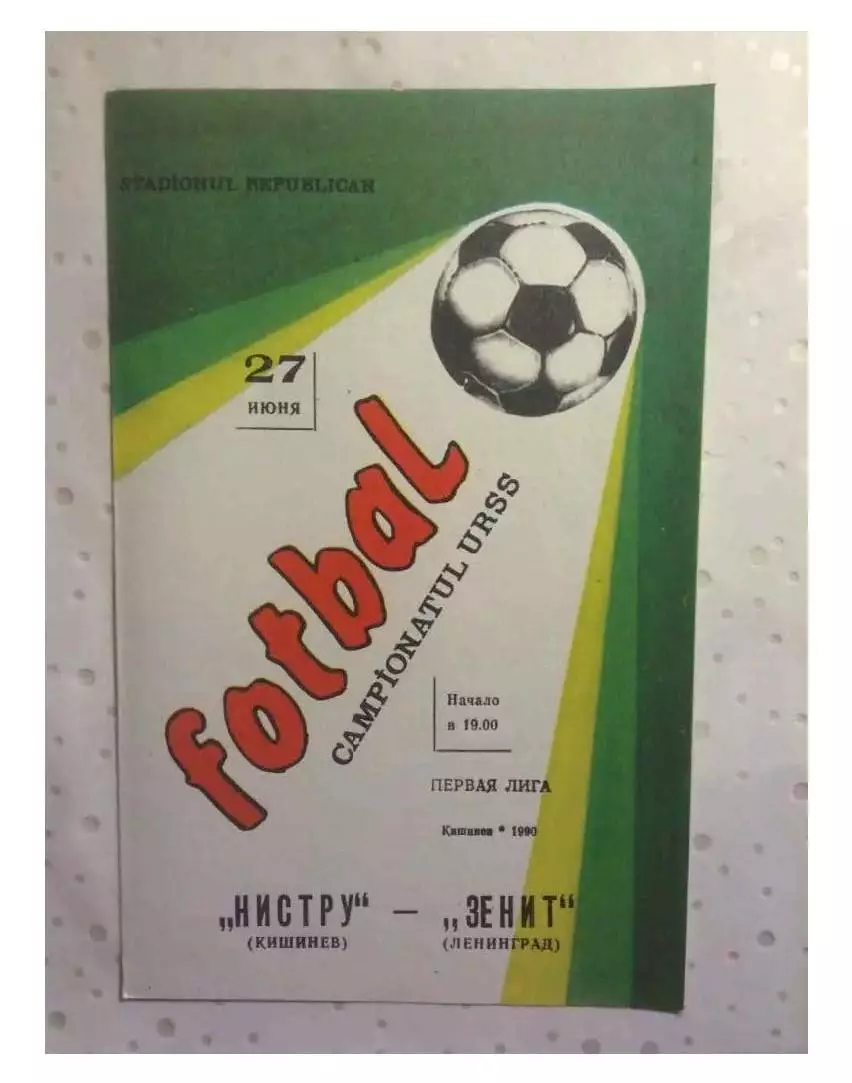 STADiONUL REPUBLICAN
27
ИЮНЯ
fotbal
CAMPiONATUL URSS
Начало
в 19.00
ПЕРВАЯ ЛИГА
Кишинев * 1990
„НИСТРУ“ — „ЗЕНИТ“
(КИШИНЕВ) (ЛЕНИНГРАД)